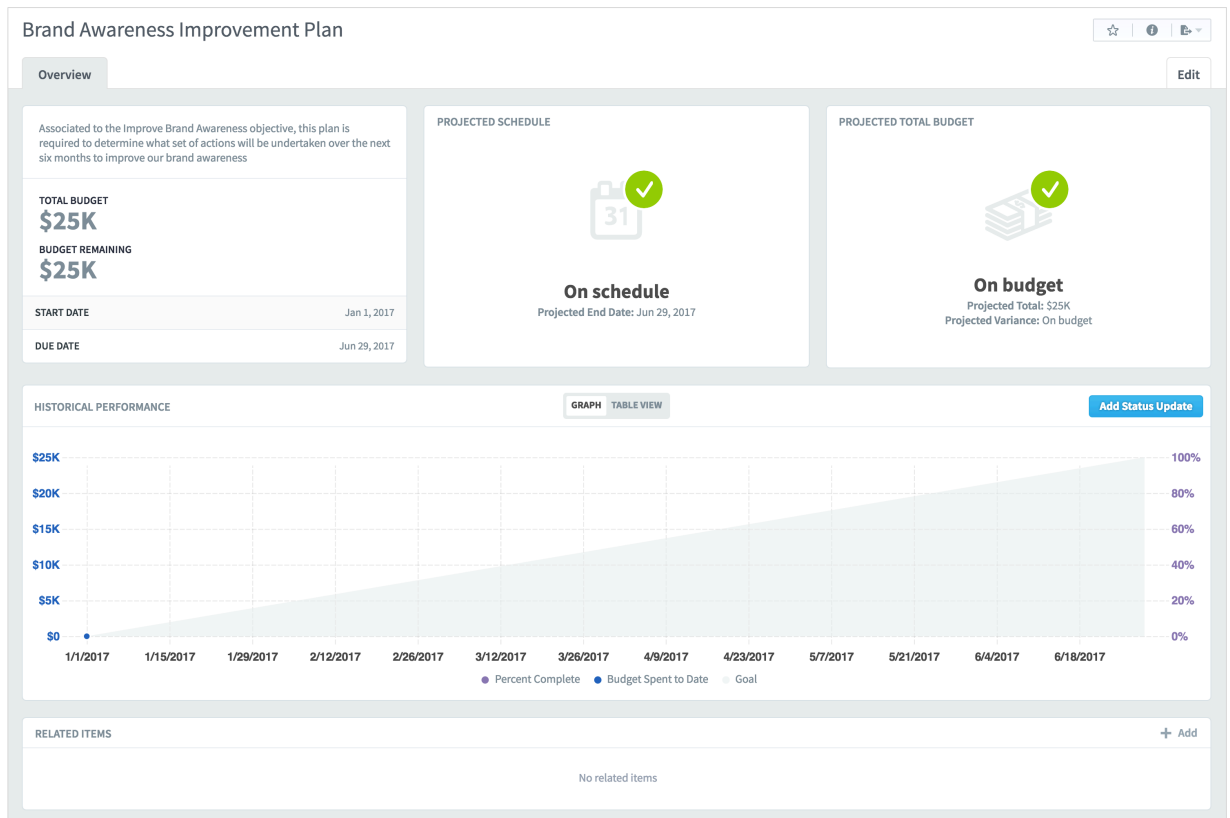 Brand Awareness Improvement Plan
Overview
Edit
Associated to the Improve Brand Awareness objective, this plan is
required to determine what set of actions will be undertaken over the next
six months to improve our brand awareness
TOTAL BUDGET
$25K
BUDGET REMAINING
$25K
START DATE Jan 1, 2017
DUE DATE Jun 29, 2017
PROJECTED SCHEDULE
31
On schedule
Projected End Date: Jun 29, 2017
PROJECTED TOTAL BUDGET
On budget
Projected Total: $25K
Projected Variance: On budget
HISTORICAL PERFORMANCE
GRAPH TABLE VIEW
Add Status Update
$25K 100%
$20K 80%
$15K 60%
$10K 40%
$5K 20%
$0 0%
1/1/2017 1/15/2017 1/29/2017 2/12/2017 2/26/2017 3/12/2017 3/26/2017 4/9/2017 4/23/2017 5/7/2017 5/21/2017 6/4/2017 6/18/2017
Percent Complete Budget Spent to Date Goal
RELATED ITEMS
+ Add
No related items